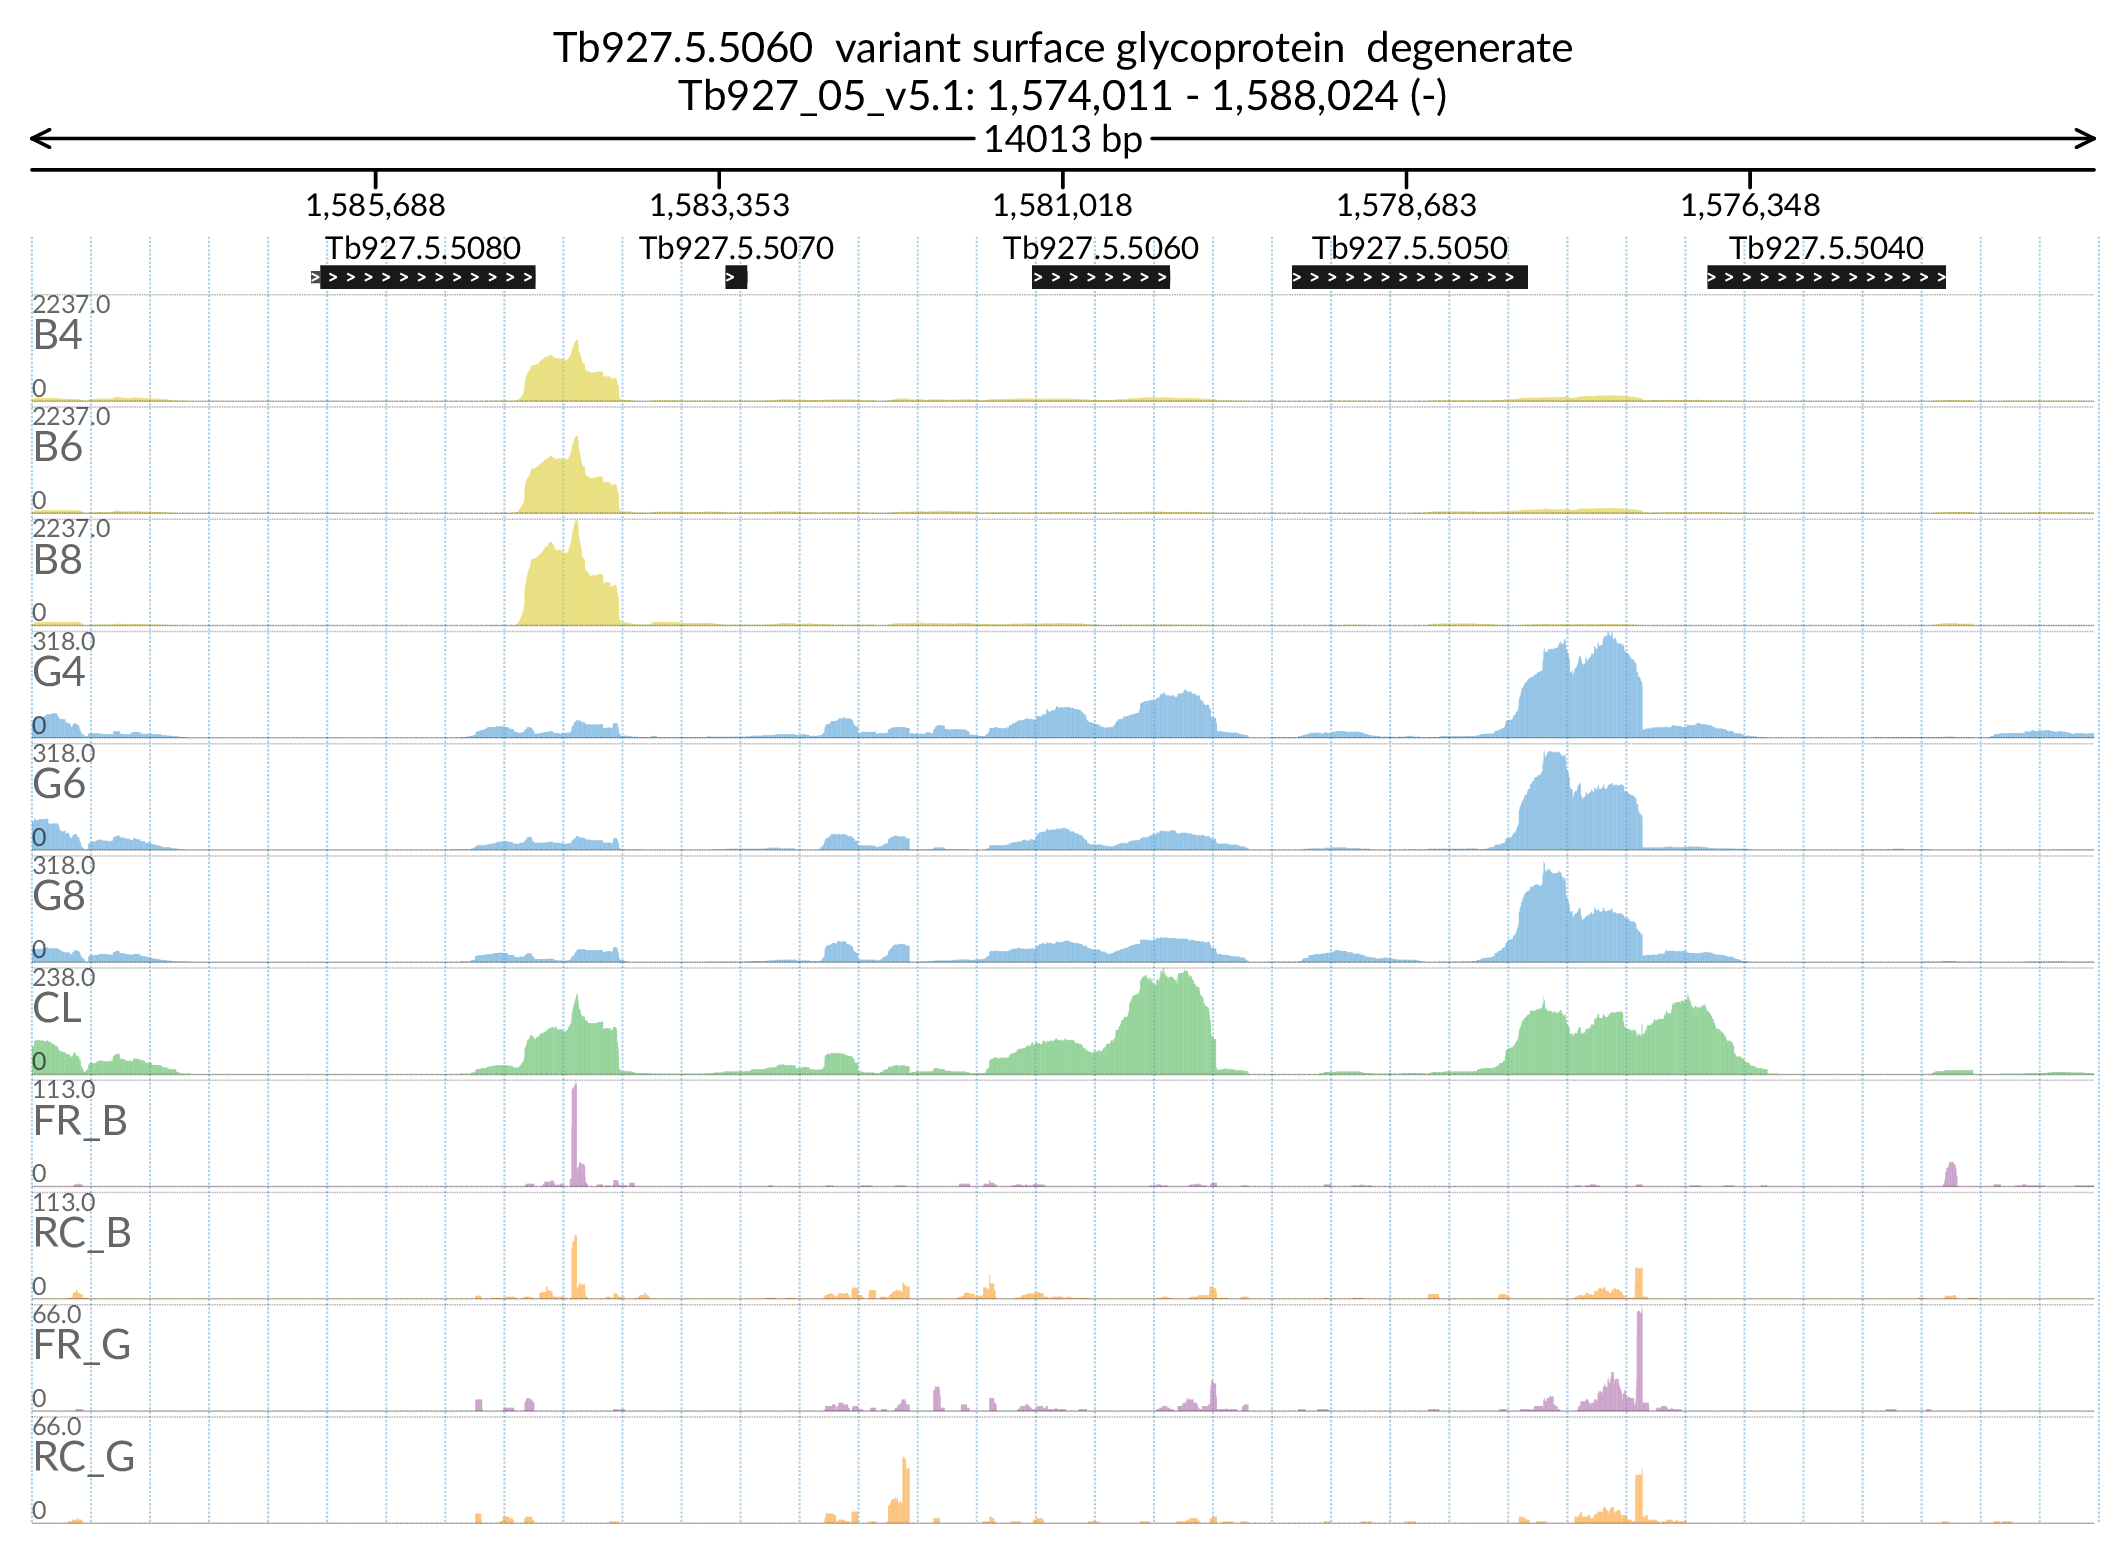 Tb927.5.5060  variant surface glycoprotein  degenerate
Tb927_05_v5.1: 1,574,011 - 1,588,024 (-)
14013 bp
1,585,688 1,583,353 1,581,018 1,578,683 1,576,348
Tb927.5.5080 Tb927.5.5070 Tb927.5.5060 Tb927.5.5050 Tb927.5.5040
2237.0
B4
0
2237.0
B6
0
2237.0
B8
0
318.0
G4
0
318.0
G6
0
318.0
G8
0
238.0
CL
0
113.0
FR_B
0
113.0
RC_B
0
66.0
FR_G
0
66.0
RC_G
0